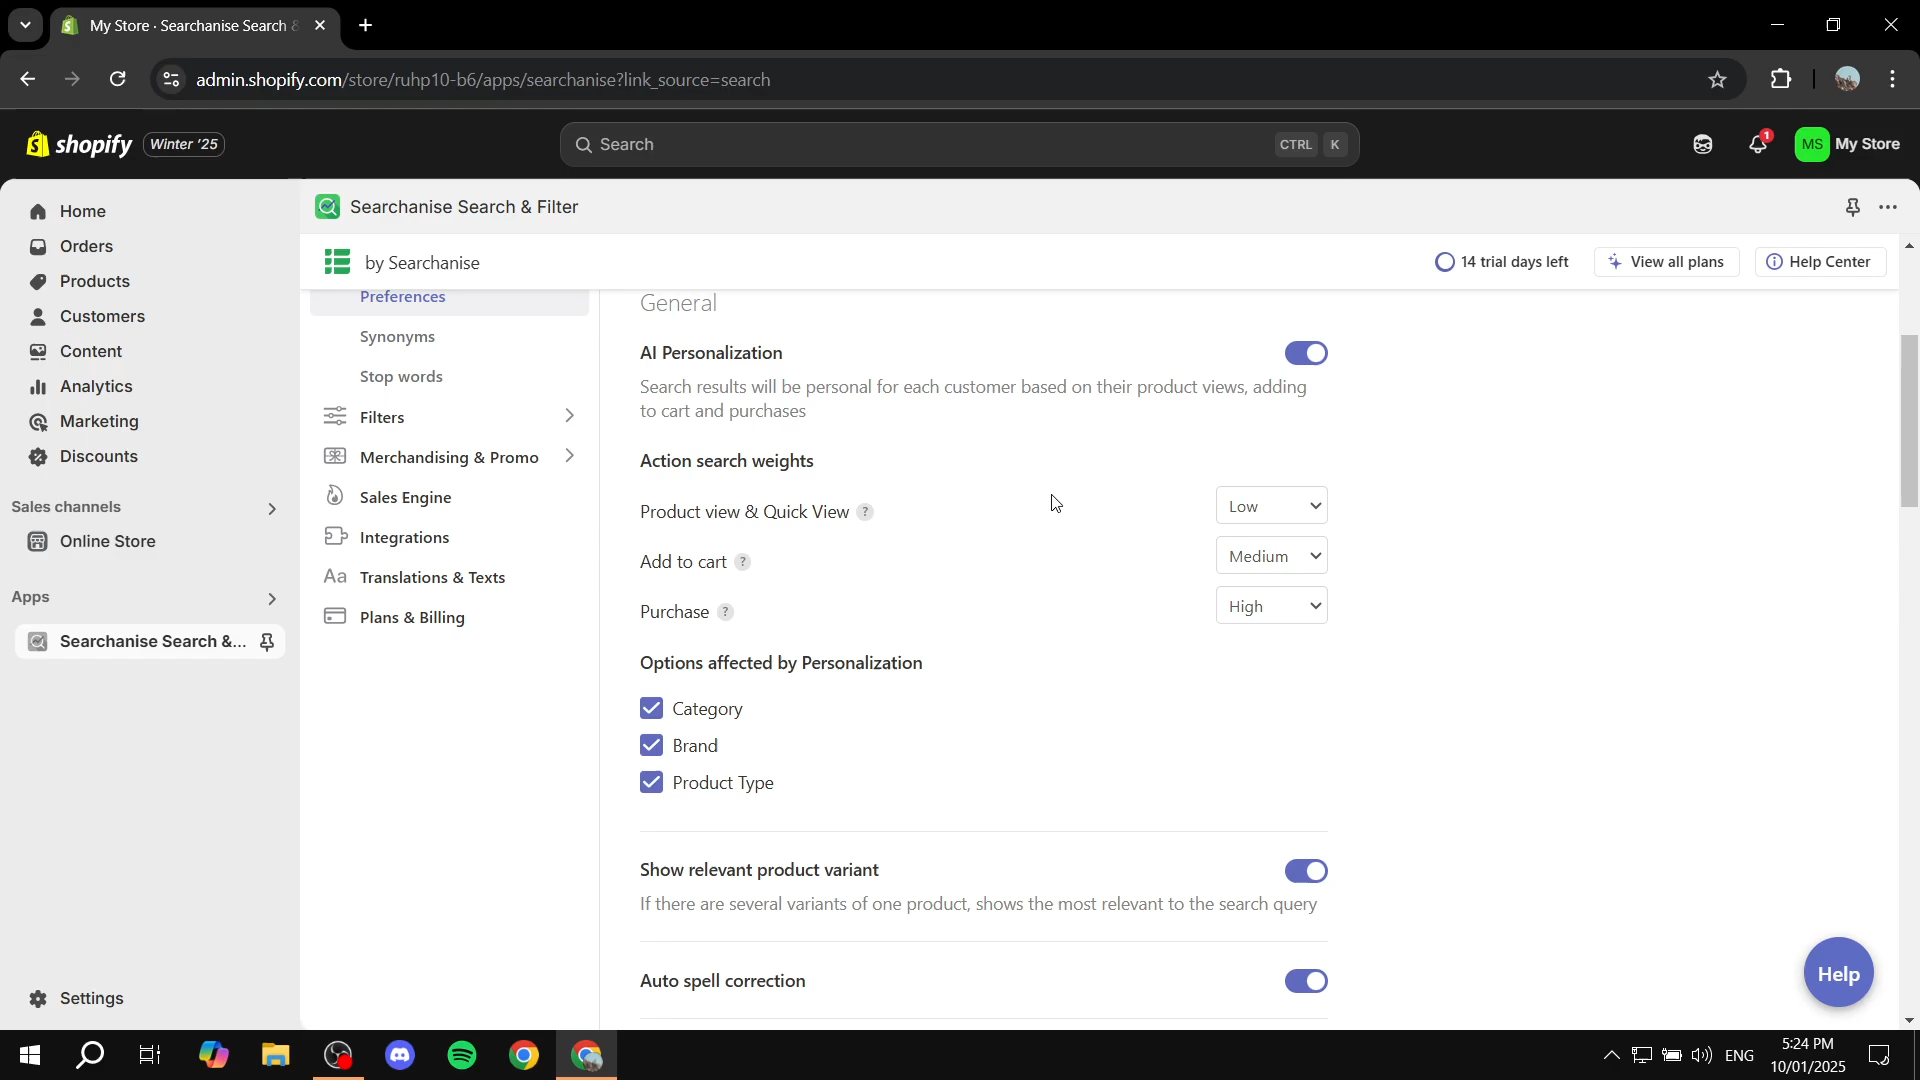 My Store · Searchanise Search &
admin.shopify.com/store/ruhp10-b6/apps/searchanise?link_source=search
shopify Winter '25
Search CTRL K
1
MS My Store
Home
Orders
Products
Customers
Content
Analytics
Marketing
Discounts
Sales channels
Online Store
Apps
Searchanise Search &...
Settings
Searchanise Search & Filter
by Searchanise
14 trial days left
View all plans
Help Center
Preferences
Synonyms
Stop words
Filters
Merchandising & Promo
Sales Engine
Integrations
Aa Translations & Texts
Plans & Billing
General
AI Personalization
Search results will be personal for each customer based on their product views, adding
to cart and purchases
Action search weights
Product view & Quick View ? Low
Add to cart ? Medium
Purchase ? High
Options affected by Personalization
Category
Brand
Product Type
Show relevant product variant
If there are several variants of one product, shows the most relevant to the search query
Auto spell correction
Help
ENG
5:24 PM
10/01/2025